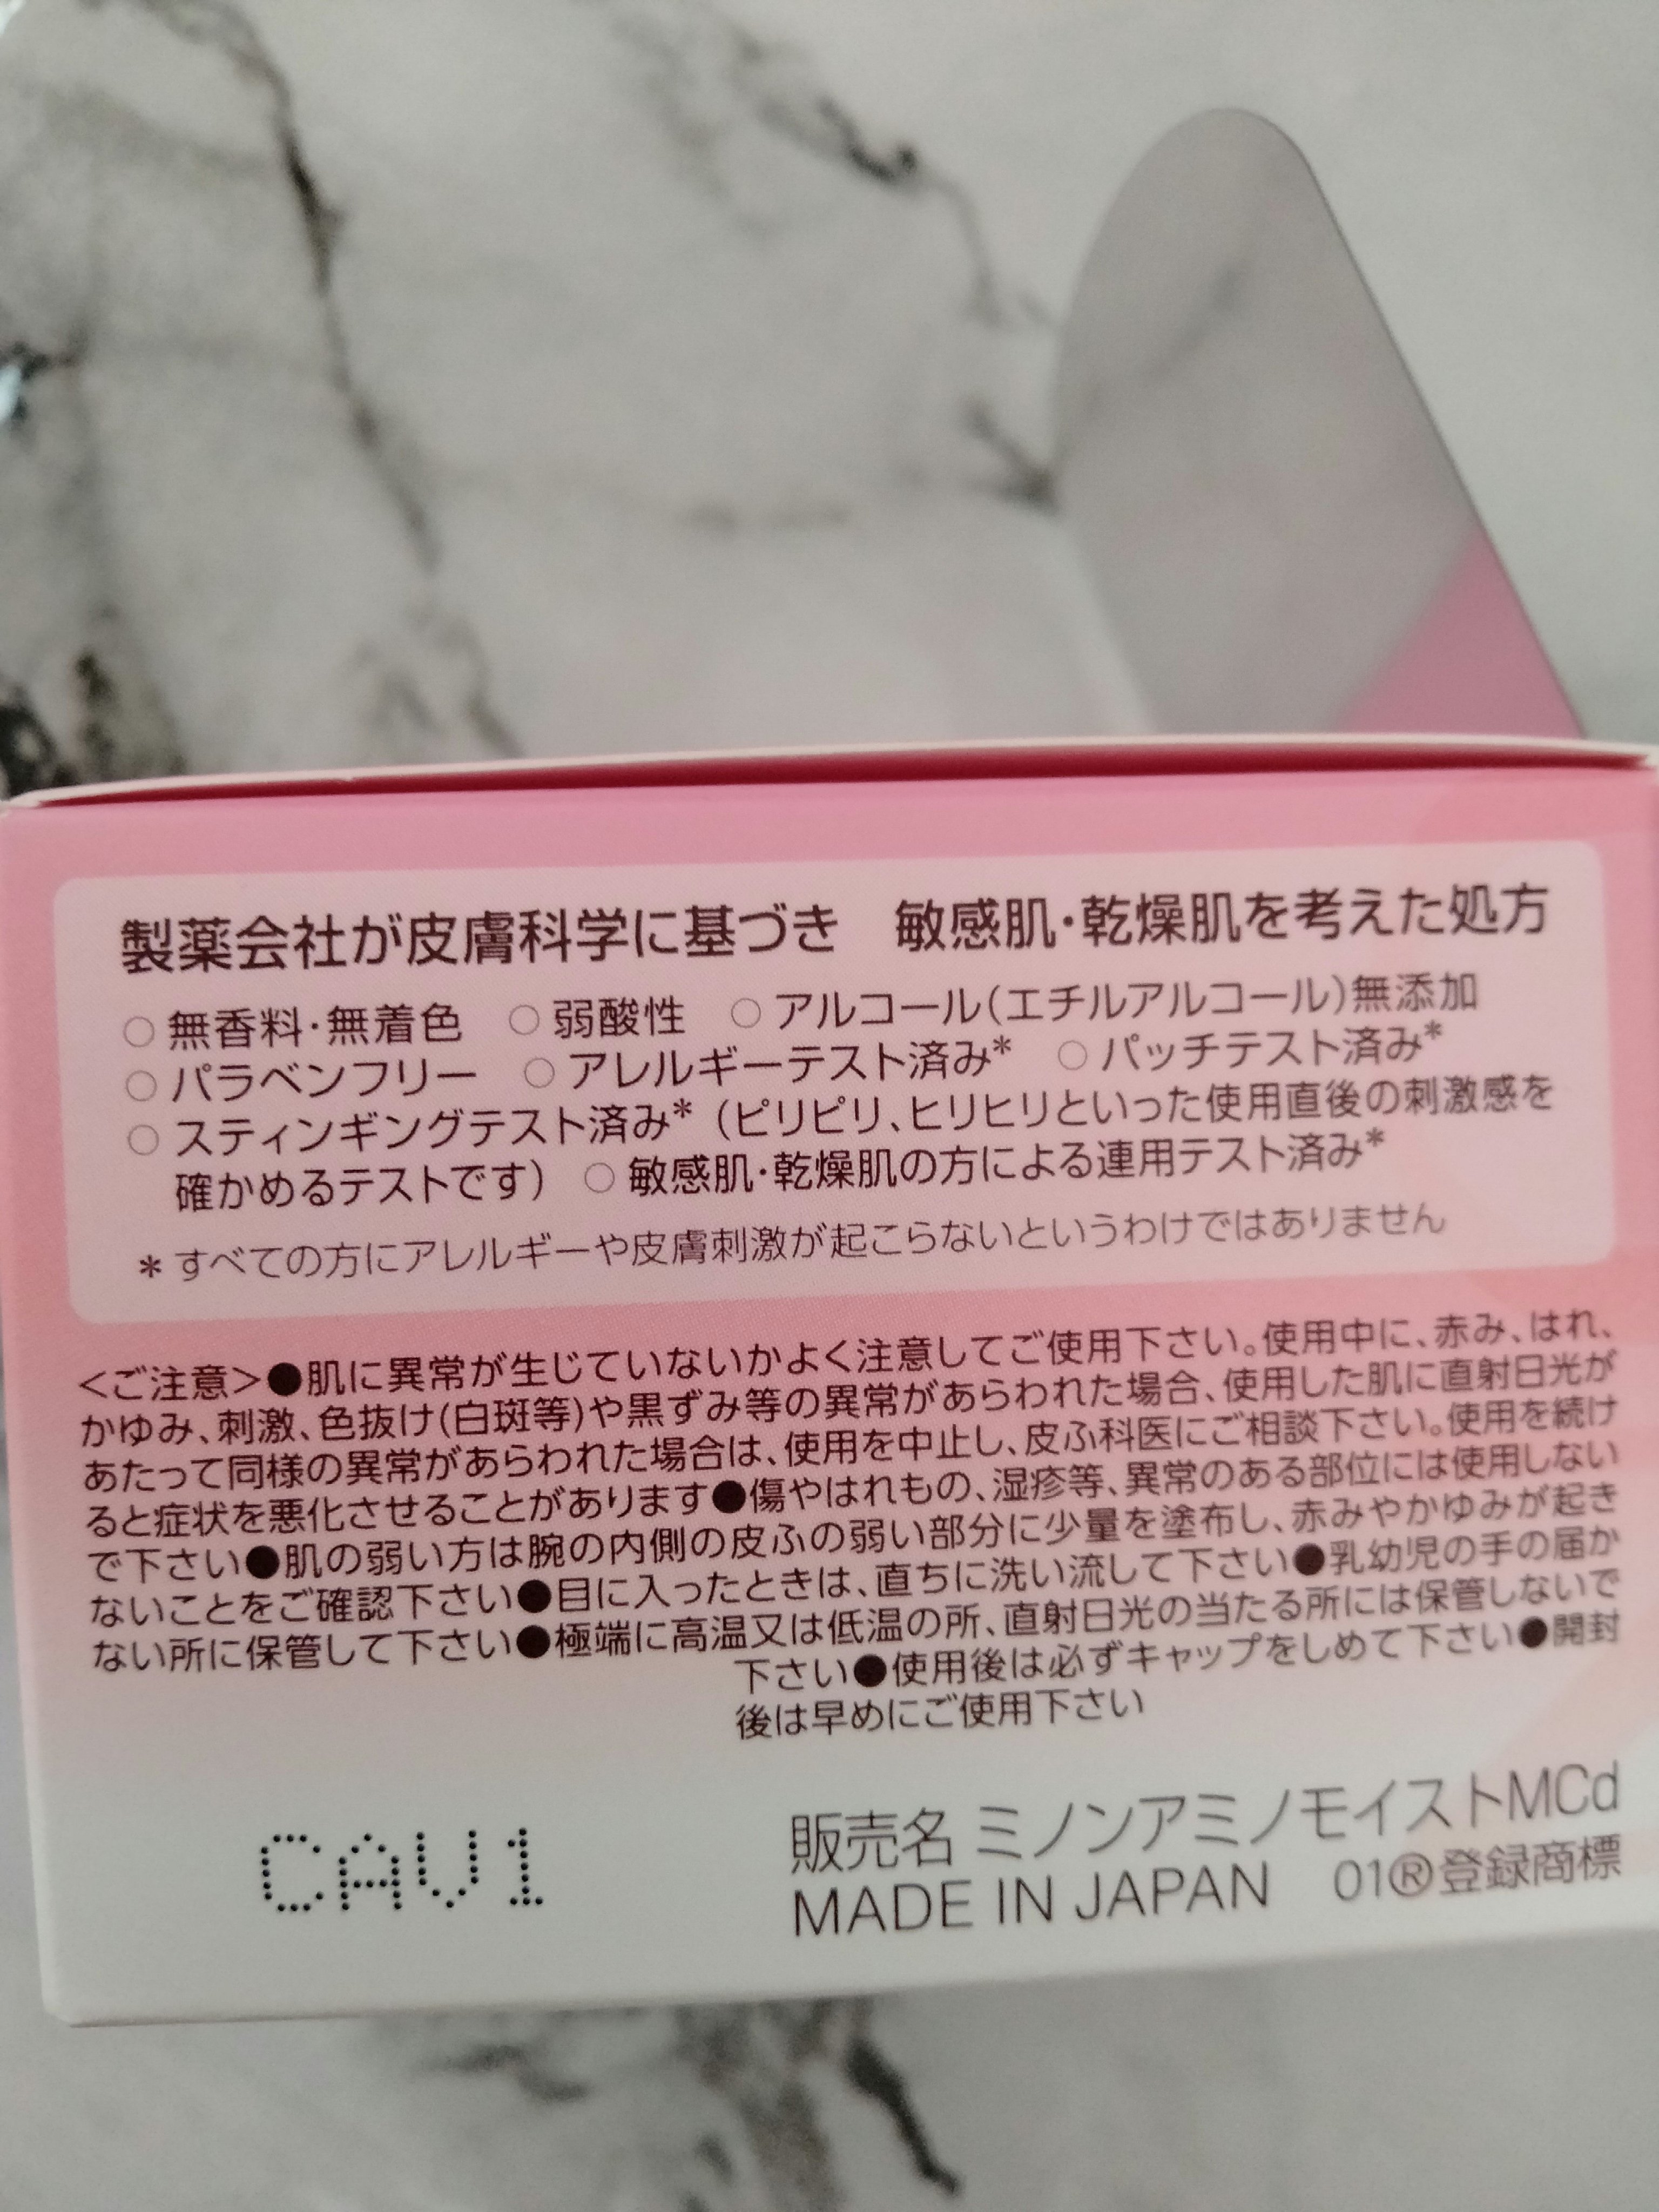 製薬会社が皮膚科学に基づき 敏感肌・乾燥肌を考えた処方
○ 無香料・無着色 ○ 弱酸性 ○ アルコール(エチルアルコール)無添加
○ パラベンフリー ○ アレルギーテスト済み* ○ パッチテスト済み*
○ スティンギングテスト済み*(ピリピリ、ヒリヒリといった使用直後の刺激感を
確かめるテストです) ○ 敏感肌・乾燥肌の方による連用テスト済み*
* すべての方にアレルギーや皮膚刺激が起こらないというわけではありません
<ご注意>●肌に異常が生じていないかよく注意してご使用下さい。使用中に、赤み、はれ、
かゆみ、刺激、色抜け(白斑等)や黒ずみ等の異常があらわれた場合、使用した肌に直射日光が
あたって同様の異常があらわれた場合は、使用を中止し、皮ふ科医にご相談下さい。使用を続け
ると症状を悪化させることがあります●傷やはれもの、湿疹等、異常のある部位には使用しない
で下さい●肌の弱い方は腕の内側の皮ふの弱い部分に少量を塗布し、赤みやかゆみが起き
ないことをご確認下さい●目に入ったときは、直ちに洗い流して下さい●乳幼児の手の届か
ない所に保管して下さい●極端に高温又は低温の所、直射日光の当たる所には保管しないで
下さい●使用後は必ずキャップをしめて下さい●開封
後は早めにご使用下さい
販売名 ミノンアミノモイストMCd
MADE IN JAPAN 01®登録商標
CAV1